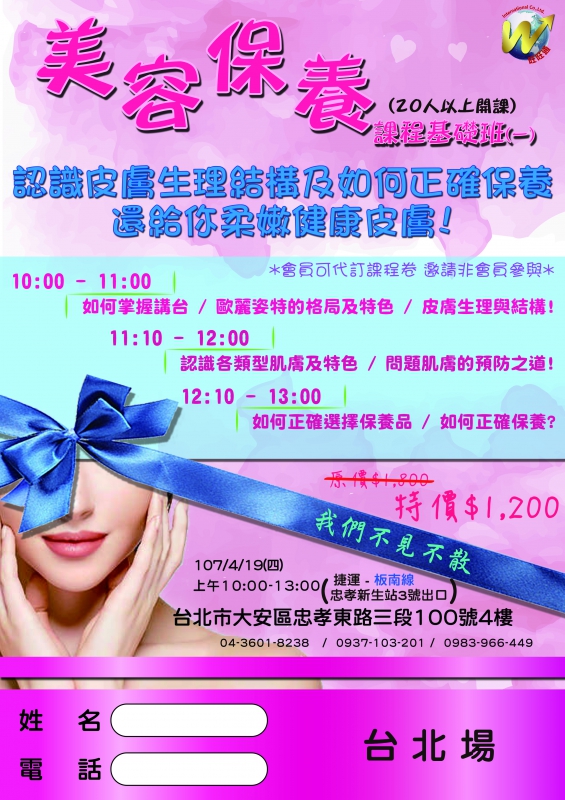 International Co.,Ltd.
W
旺旺通
美容保養
(20人以上開課)
課程基礎班(一)
認識皮膚生理結構及如何正確保養
還給你柔嫩健康皮膚!
*會員可代訂課程卷 邀請非會員參與*
10:00 - 11:00
如何掌握講台 / 歐麗姿特的格局及特色 / 皮膚生理與結構!
11:10 - 12:00
認識各類型肌膚及特色 / 問題肌膚的預防之道!
12:10 - 13:00
如何正確選擇保養品 / 如何正確保養?
原價$1,800
特價$1,200
我們不見不散
107/4/19(四)
上午10:00-13:00(捷運 - 板南線
忠孝新生站3號出口)
台北市大安區忠孝東路三段100號4樓
04-3601-8238 / 0937-103-201 / 0983-966-449
姓 名
電 話
台北場